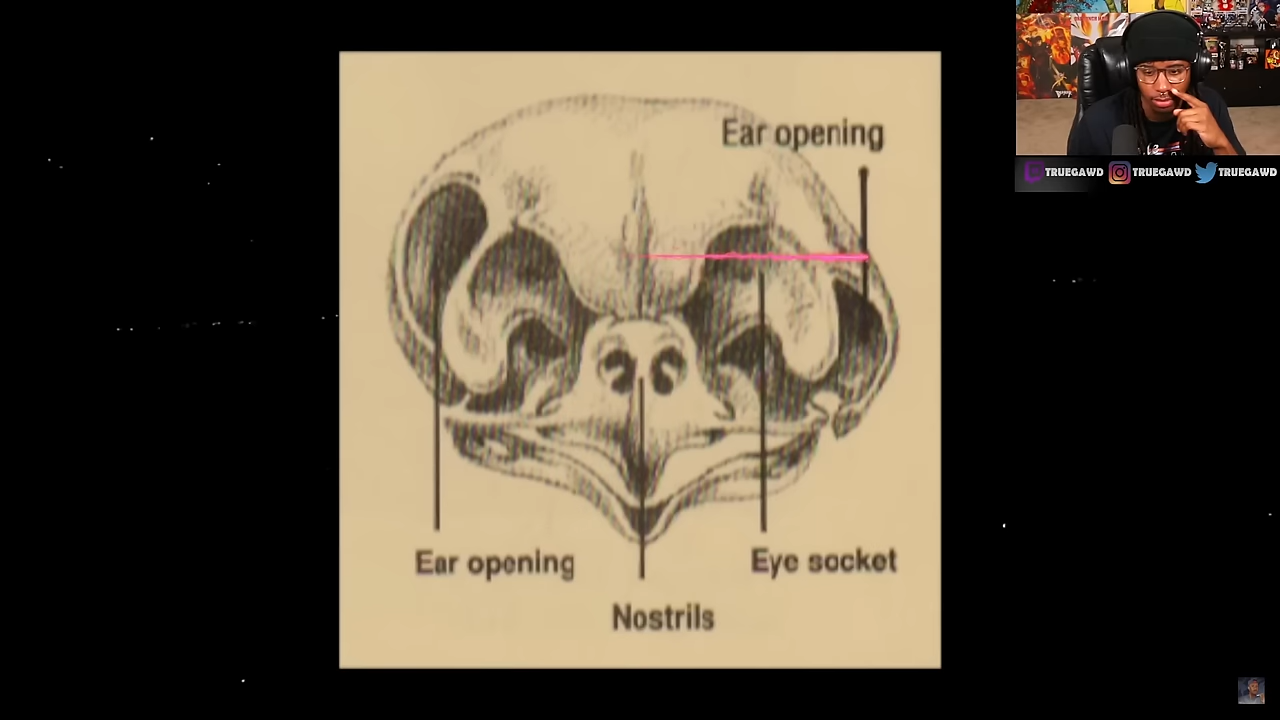 Ear opening
TRUEGAWD TRUEGAWD TRUEGAWD
Ear opening
Eye socket
Nostrils